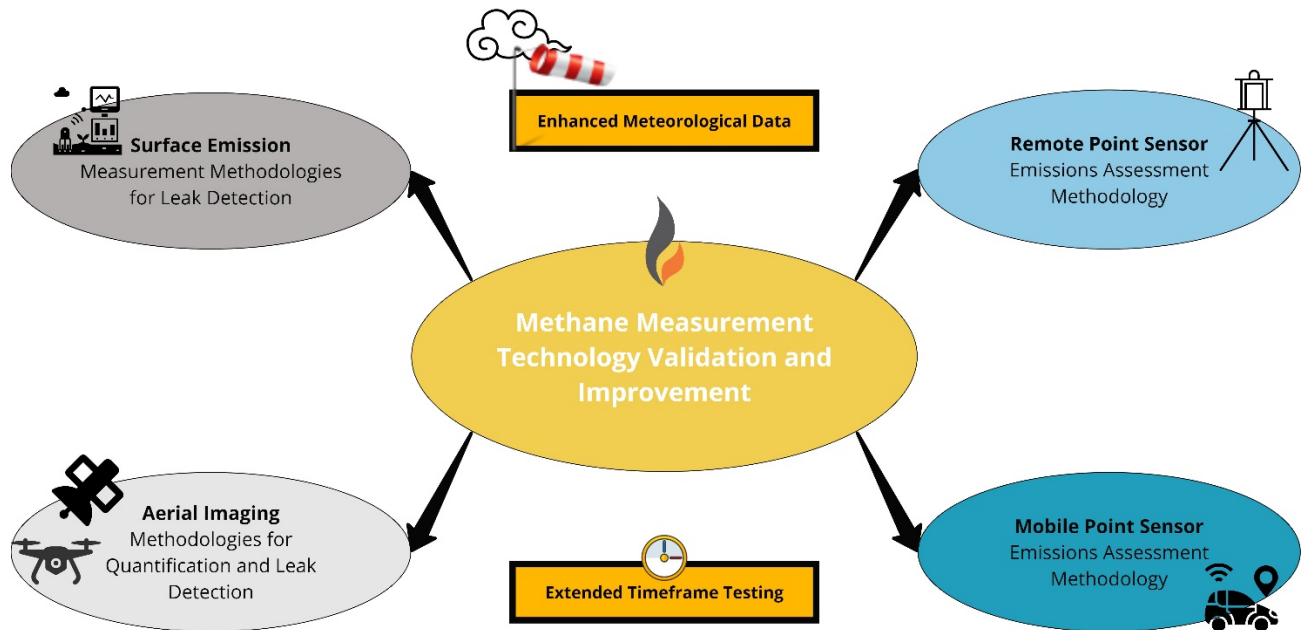 Enhanced Meteorological Data
Surface Emission
Measurement Methodologies
for Leak Detection
Remote Point Sensor
Emissions Assessment
Methodology
Methane Measurement
Technology Validation and
Improvement
Aerial Imaging
Methodologies for
Quantification and Leak
Detection
Mobile Point Sensor
Emissions Assessment
Methodology
Extended Timeframe Testing